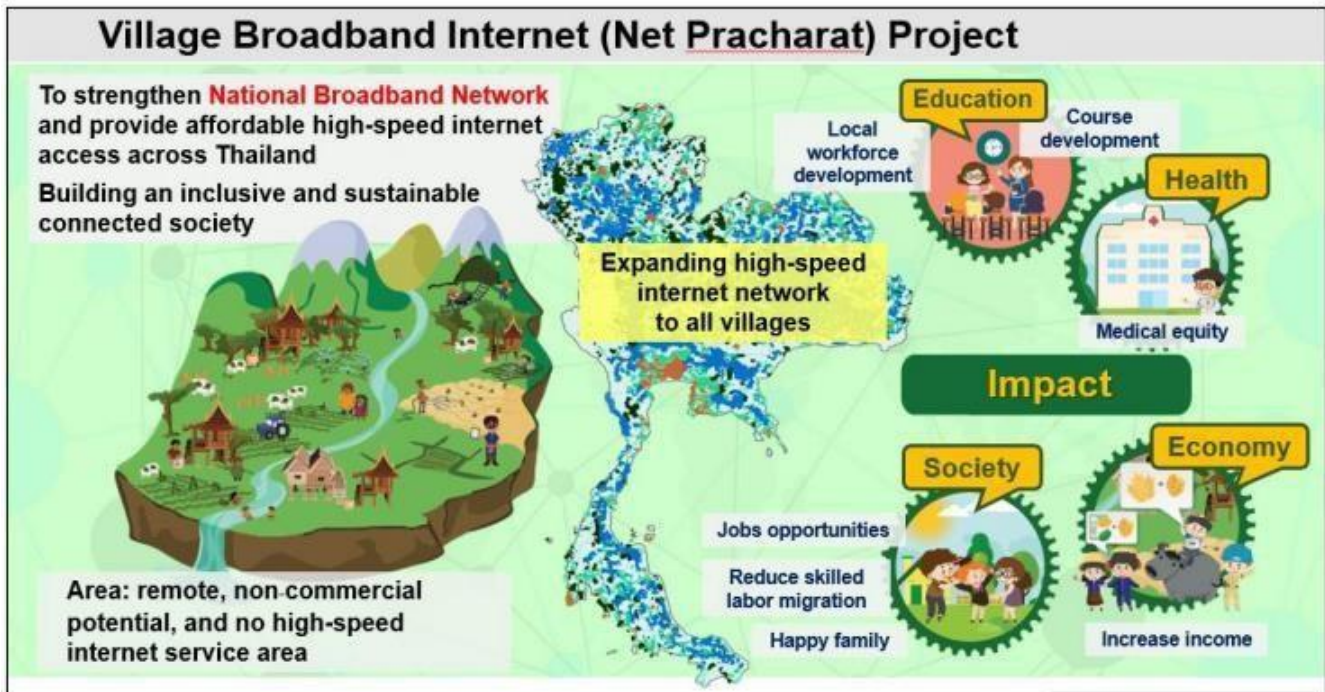 Village Broadband Internet (Net Pracharat) Project
To strengthen National Broadband Network
and provide affordable high-speed internet
access across Thailand
Building an inclusive and sustainable
connected society
Expanding high-speed
internet network
to all villages
Area: remote, non-commercial
potential, and no high-speed
internet service area
Education
Local
workforce
development
Course
development
Health
Medical equity
Impact
Society
Jobs opportunities
Reduce skilled
labor migration
Happy family
Economy
Increase income